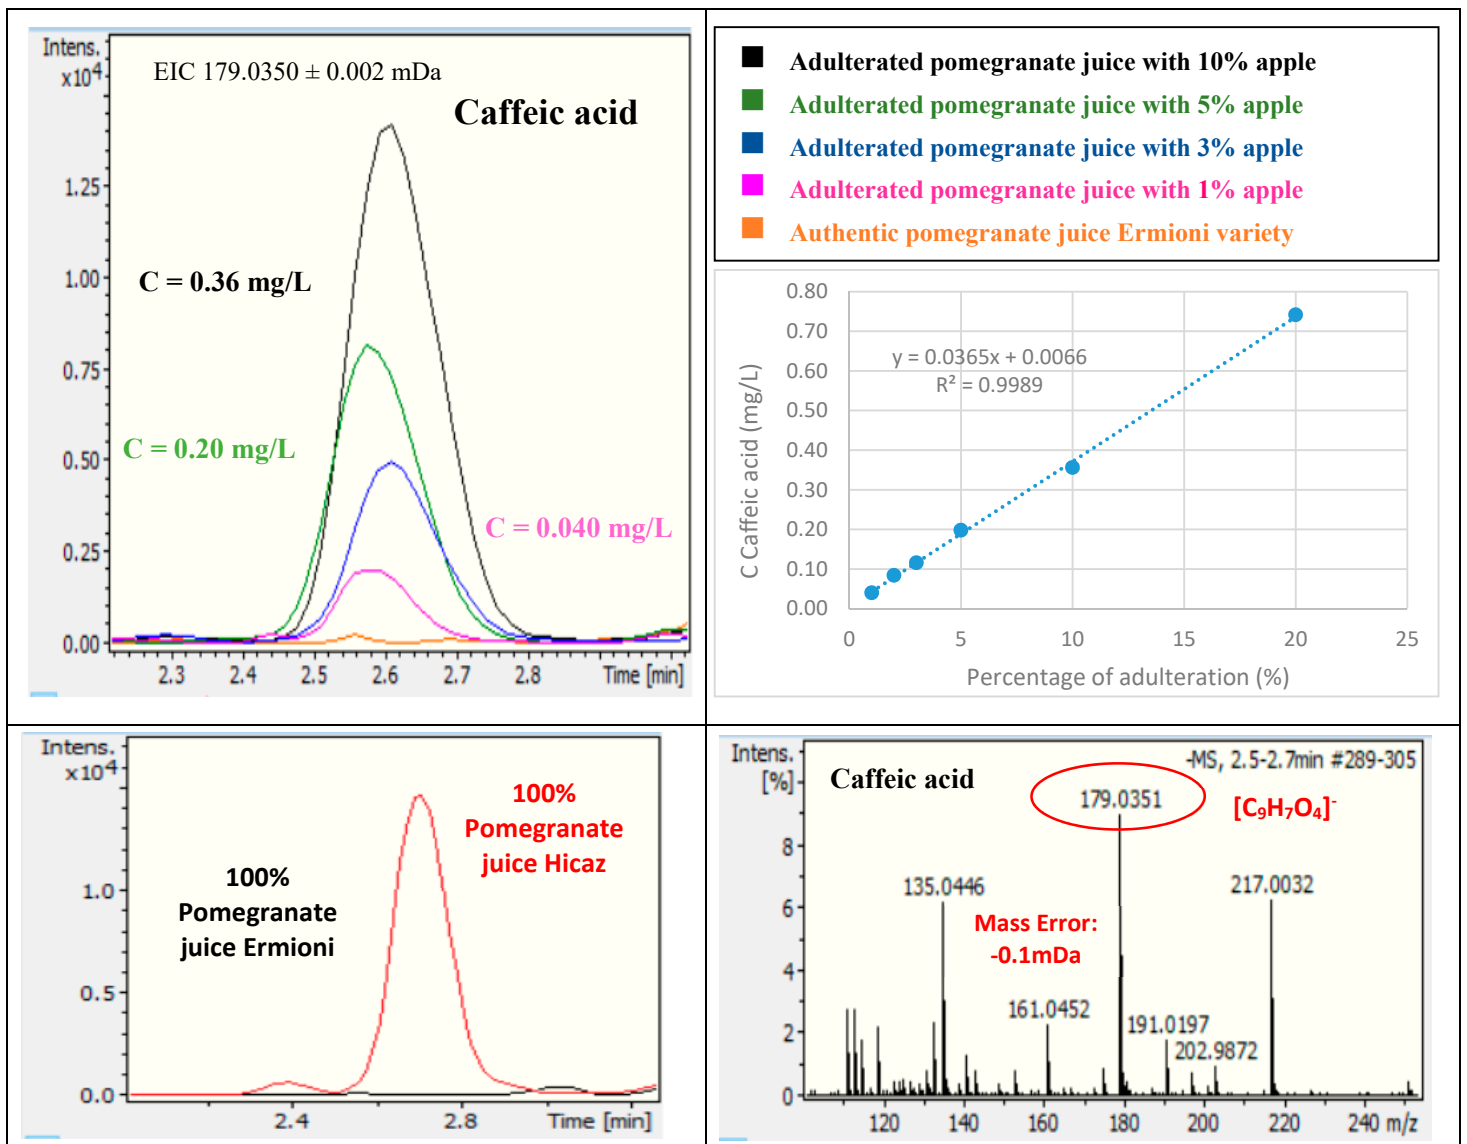 Intens.
x10⁴
EIC 179.0350 ± 0.002 mDa
Caffeic acid
1.25
1.00
0.75
0.50
0.25
0.00
C = 0.36 mg/L
C = 0.20 mg/L
C = 0.040 mg/L
2.3 2.4 2.5 2.6 2.7 2.8 Time [min]
Adulterated pomegranate juice with 10% apple
Adulterated pomegranate juice with 5% apple
Adulterated pomegranate juice with 3% apple
Adulterated pomegranate juice with 1% apple
Authentic pomegranate juice Ermioni variety
C Caffeic acid (mg/L)
0.80
0.70
0.60
0.50
0.40
0.30
0.20
0.10
0.00
y = 0.0365x + 0.0066
R² = 0.9989
0 5 10 15 20 25
Percentage of adulteration (%)
Intens.
x10⁴
1.0
0.5
0.0
100%
Pomegranate
juice Ermioni
100%
Pomegranate
juice Hicaz
2.4 2.8 Time [min]
Intens.
[%]
8
6
4
2
0
Caffeic acid
-MS, 2.5-2.7min #289-305
179.0351
[C₉H₇O₄]⁻
135.0446
217.0032
Mass Error:
-0.1mDa
161.0452
191.0197
202.9872
120 140 160 180 200 220 240 m/z